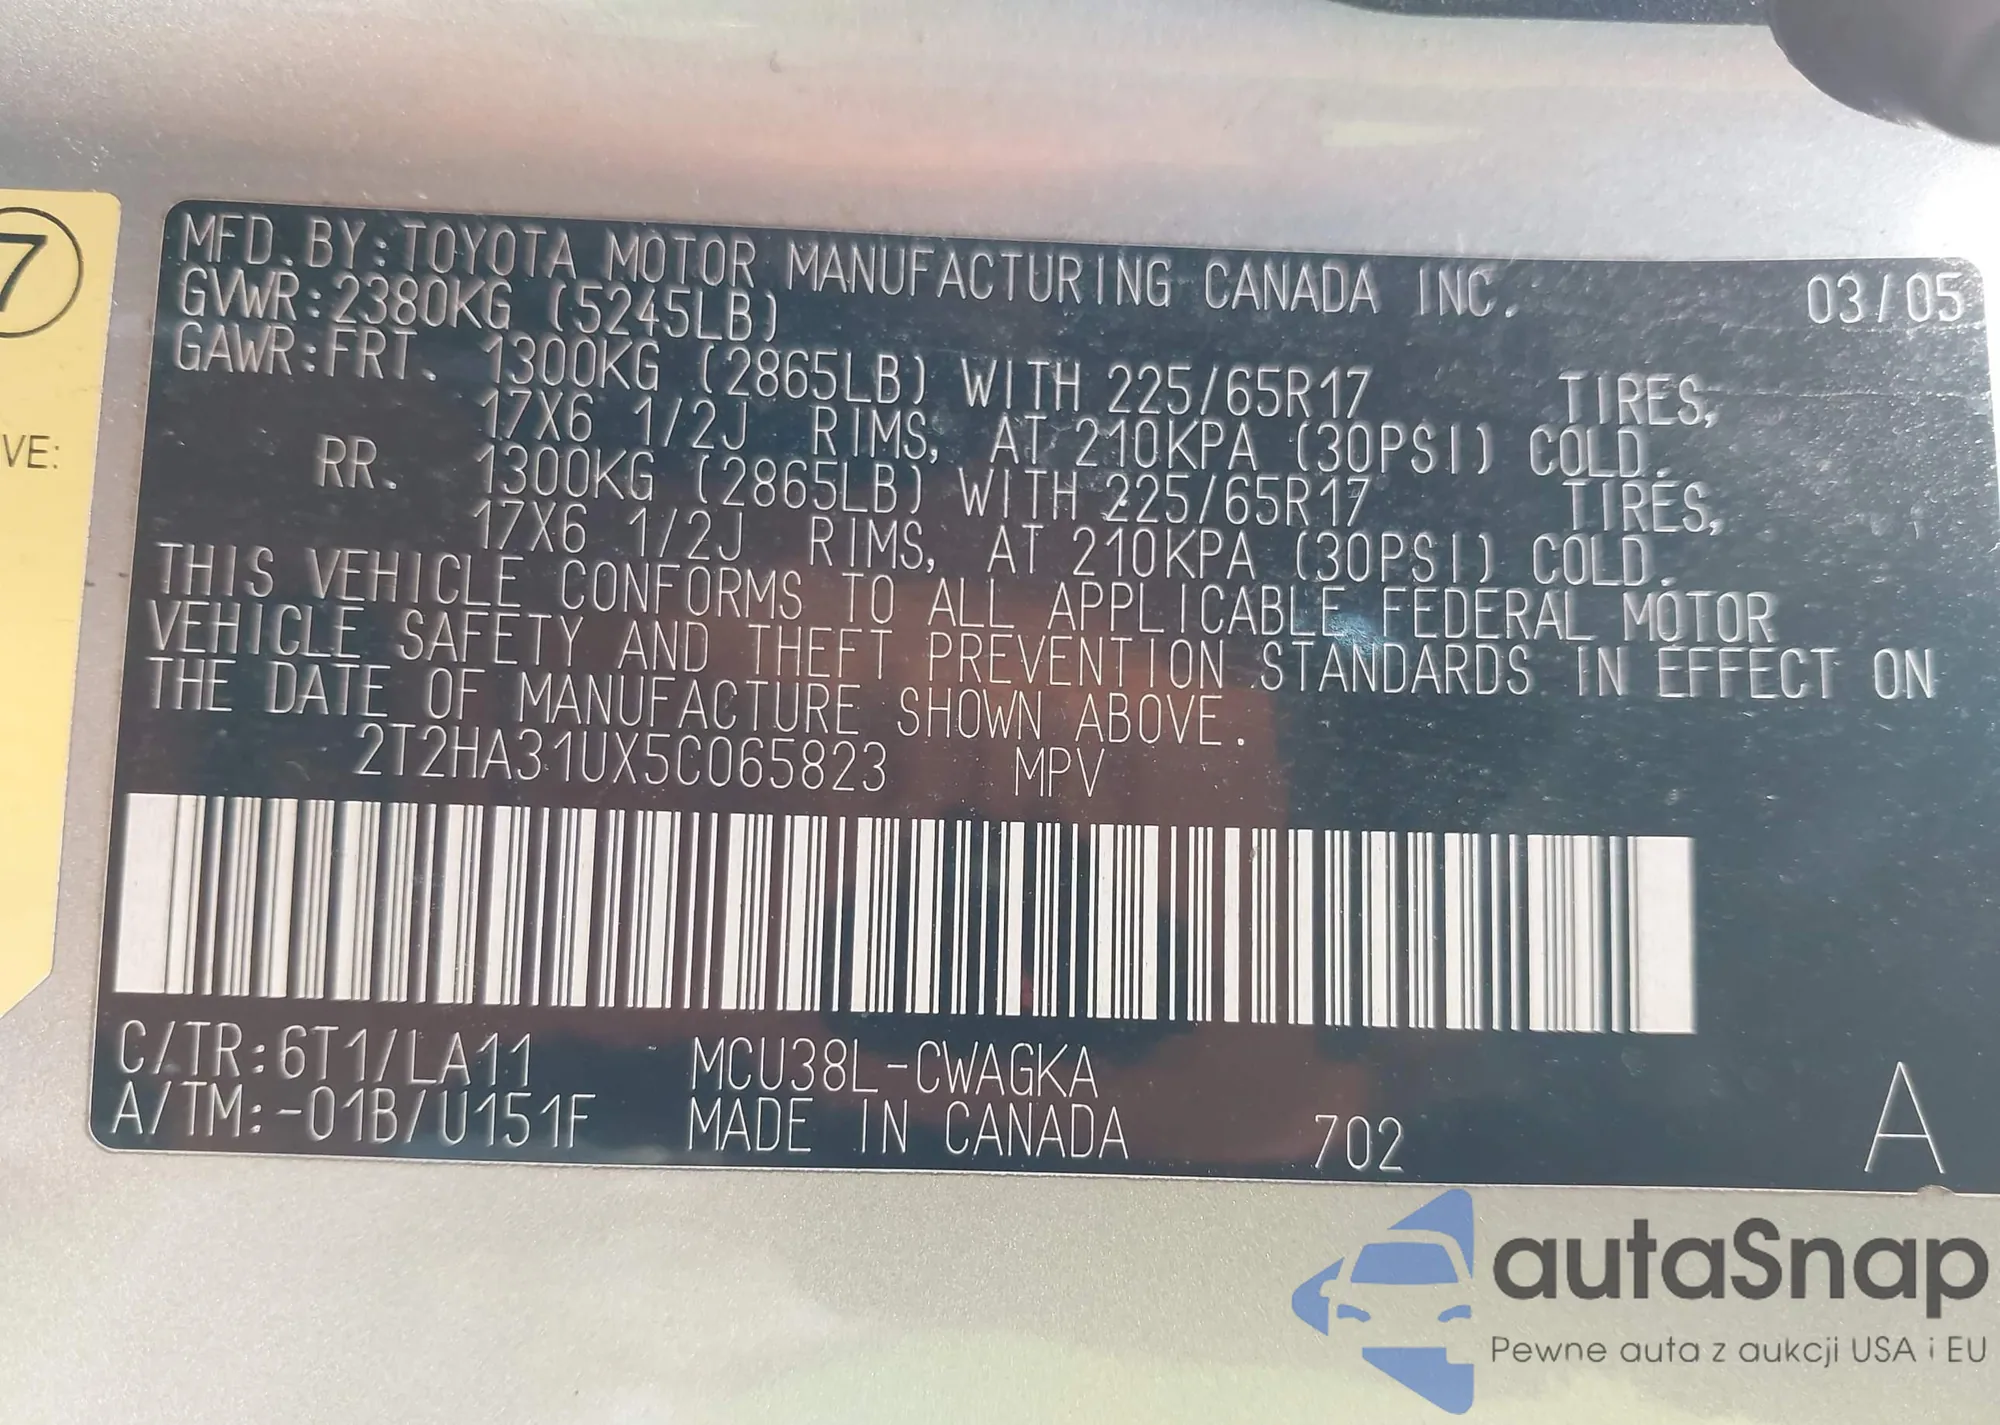 7
VE:
MFD. BY: TOYOTA MOTOR MANUFACTURING CANADA INC. 03/05
GVWR: 2380KG (5245LB)
GAWR: FRT. 1300KG (2865LB) WITH 225/65R17 TIRES,
17X6 1/2J RIMS, AT 210KPA (30PSI) COLD.
RR. 1300KG (2865LB) WITH 225/65R17 TIRES,
17X6 1/2J RIMS, AT 210KPA (30PSI) COLD.
THIS VEHICLE CONFORMS TO ALL APPLICABLE FEDERAL MOTOR
VEHICLE SAFETY AND THEFT PREVENTION STANDARDS IN EFFECT ON
THE DATE OF MANUFACTURE SHOWN ABOVE.
2T2HA31UX5C065823 MPV
C/TR: 6T1/LA11 MCU38L-CWAGKA
A/TM: -01B/U151F MADE IN CANADA 702 A
autaSnap
Pewne auta z aukcji USA i EU